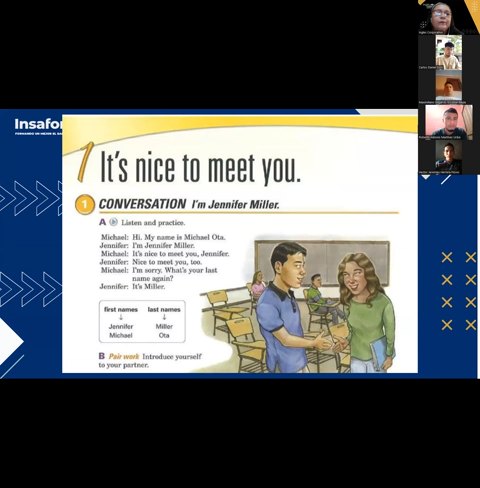 Insafo
1 It's nice to meet you.
1 CONVERSATION I'm Jennifer Miller.
A Listen and practice.
Michael: Hi. My name is Michael Ota.
Jennifer: I'm Jennifer Miller.
Michael: It's nice to meet you, Jennifer.
Jennifer: Nice to meet you, too.
Michael: I'm sorry. What's your last
name again?
Jennifer: It's Miller.
first names last names
Jennifer Miller
Michael Ota
B Pair work Introduce yourself
to your partner.